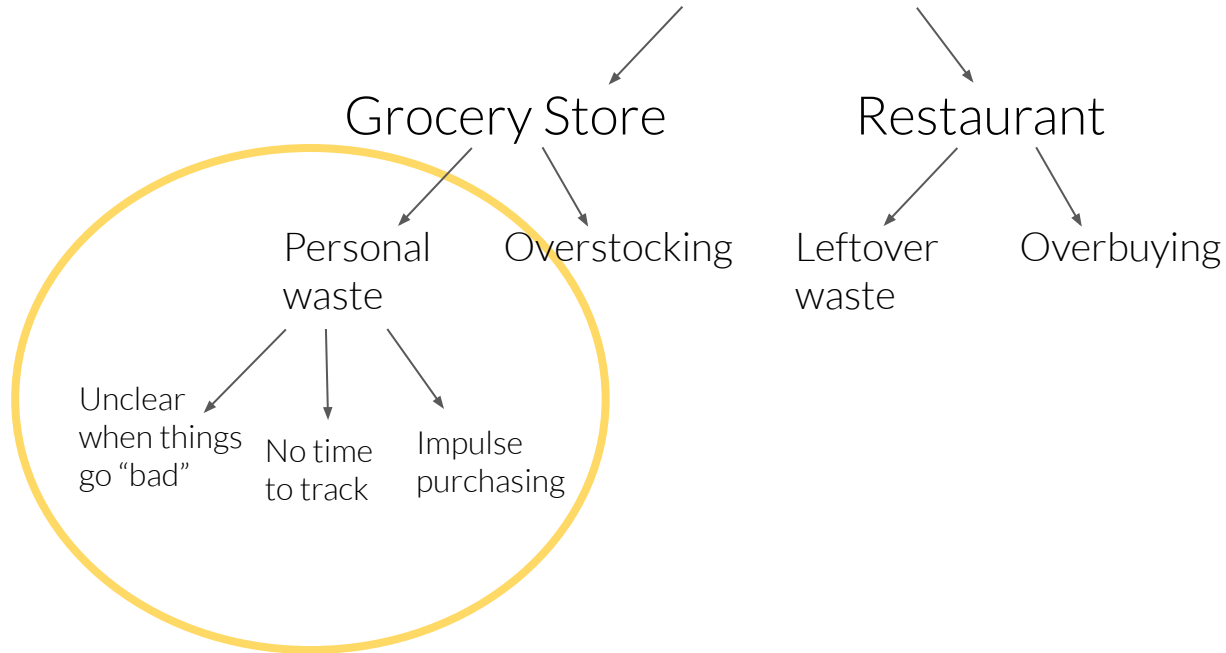 Grocery Store
Restaurant
Personal
waste
Overstocking
Leftover
waste
Overbuying
Unclear
when things
go “bad”
No time
to track
Impulse
purchasing